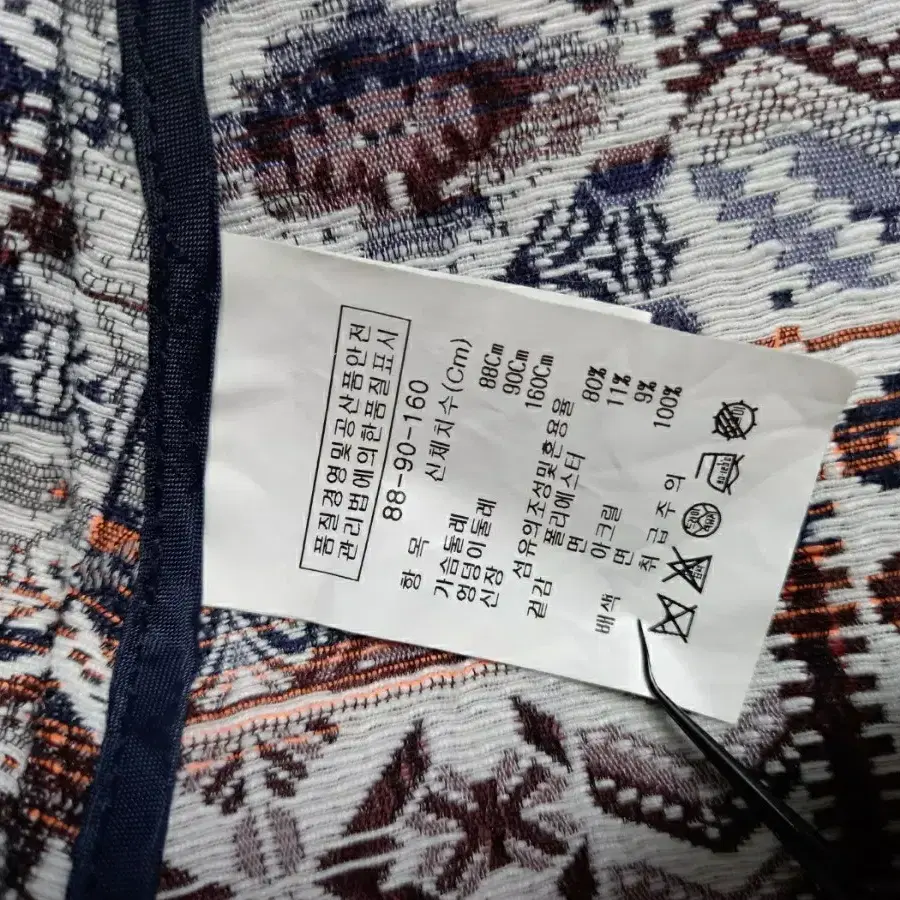 품질경영및공산품안전
관리법에의한품질표시
88-90-160
항 목 신체치수(Cm)
가슴둘레 88Cm
엉덩이둘레 90Cm
신장 160Cm
섬유의조성및혼용율
겉감 폴리에스터 80%
면 11%
아크릴 9%
배색 면 100%
취 급 주 의